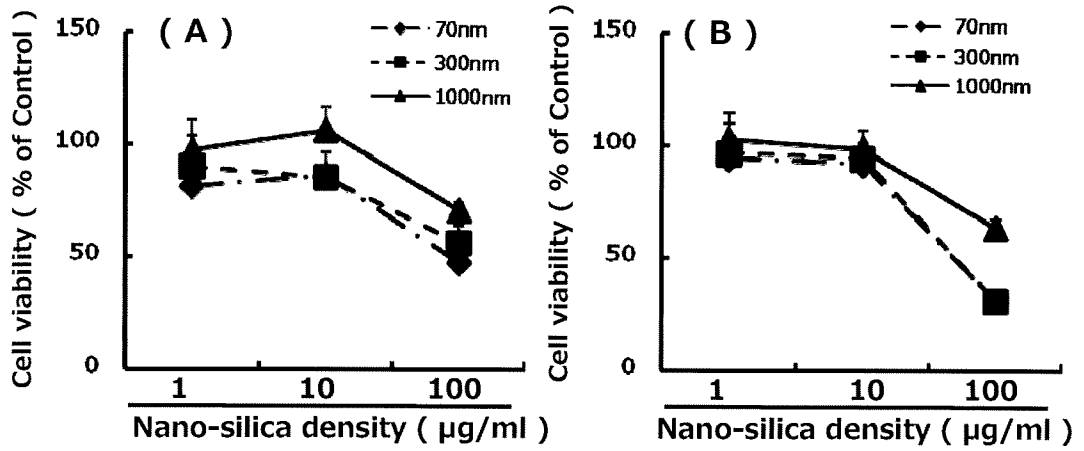 ( A )
70nm
300nm
1000nm
Cell viability ( % of Control )
150
100
50
0
1 10 100
Nano-silica density ( μg/ml )
( B )
70nm
300nm
1000nm
Cell viability ( % of Control )
150
100
50
0
1 10 100
Nano-silica density ( μg/ml )